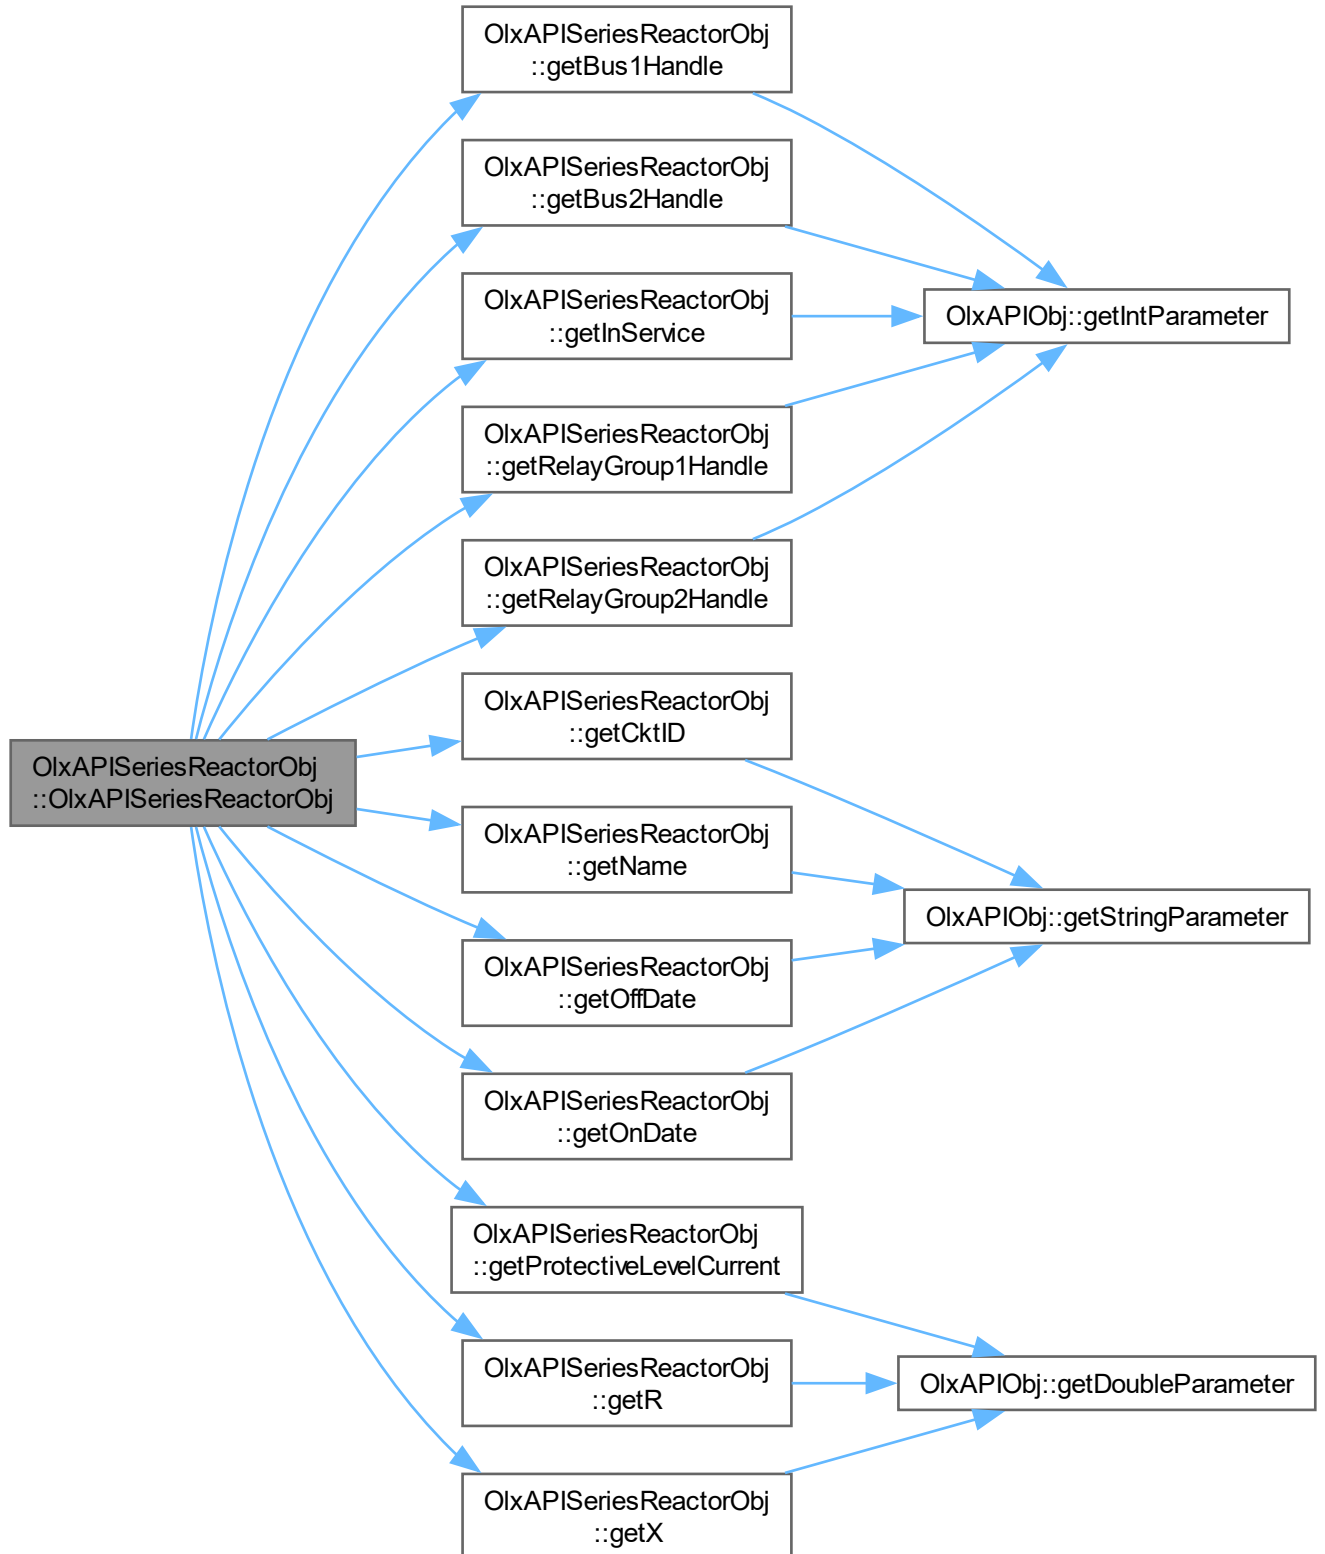 OlxAPISeriesReactorObj
::getBus1Handle
OlxAPISeriesReactorObj
::getBus2Handle
OlxAPISeriesReactorObj
::getInService
OlxAPIObj::getIntParameter
OlxAPISeriesReactorObj
::getRelayGroup1Handle
OlxAPISeriesReactorObj
::getRelayGroup2Handle
OlxAPISeriesReactorObj
::getCktID
OlxAPISeriesReactorObj
::OlxAPISeriesReactorObj
OlxAPISeriesReactorObj
::getName
OlxAPIObj::getStringParameter
OlxAPISeriesReactorObj
::getOffDate
OlxAPISeriesReactorObj
::getOnDate
OlxAPISeriesReactorObj
::getProtectiveLevelCurrent
OlxAPISeriesReactorObj
::getR
OlxAPIObj::getDoubleParameter
OlxAPISeriesReactorObj
::getX